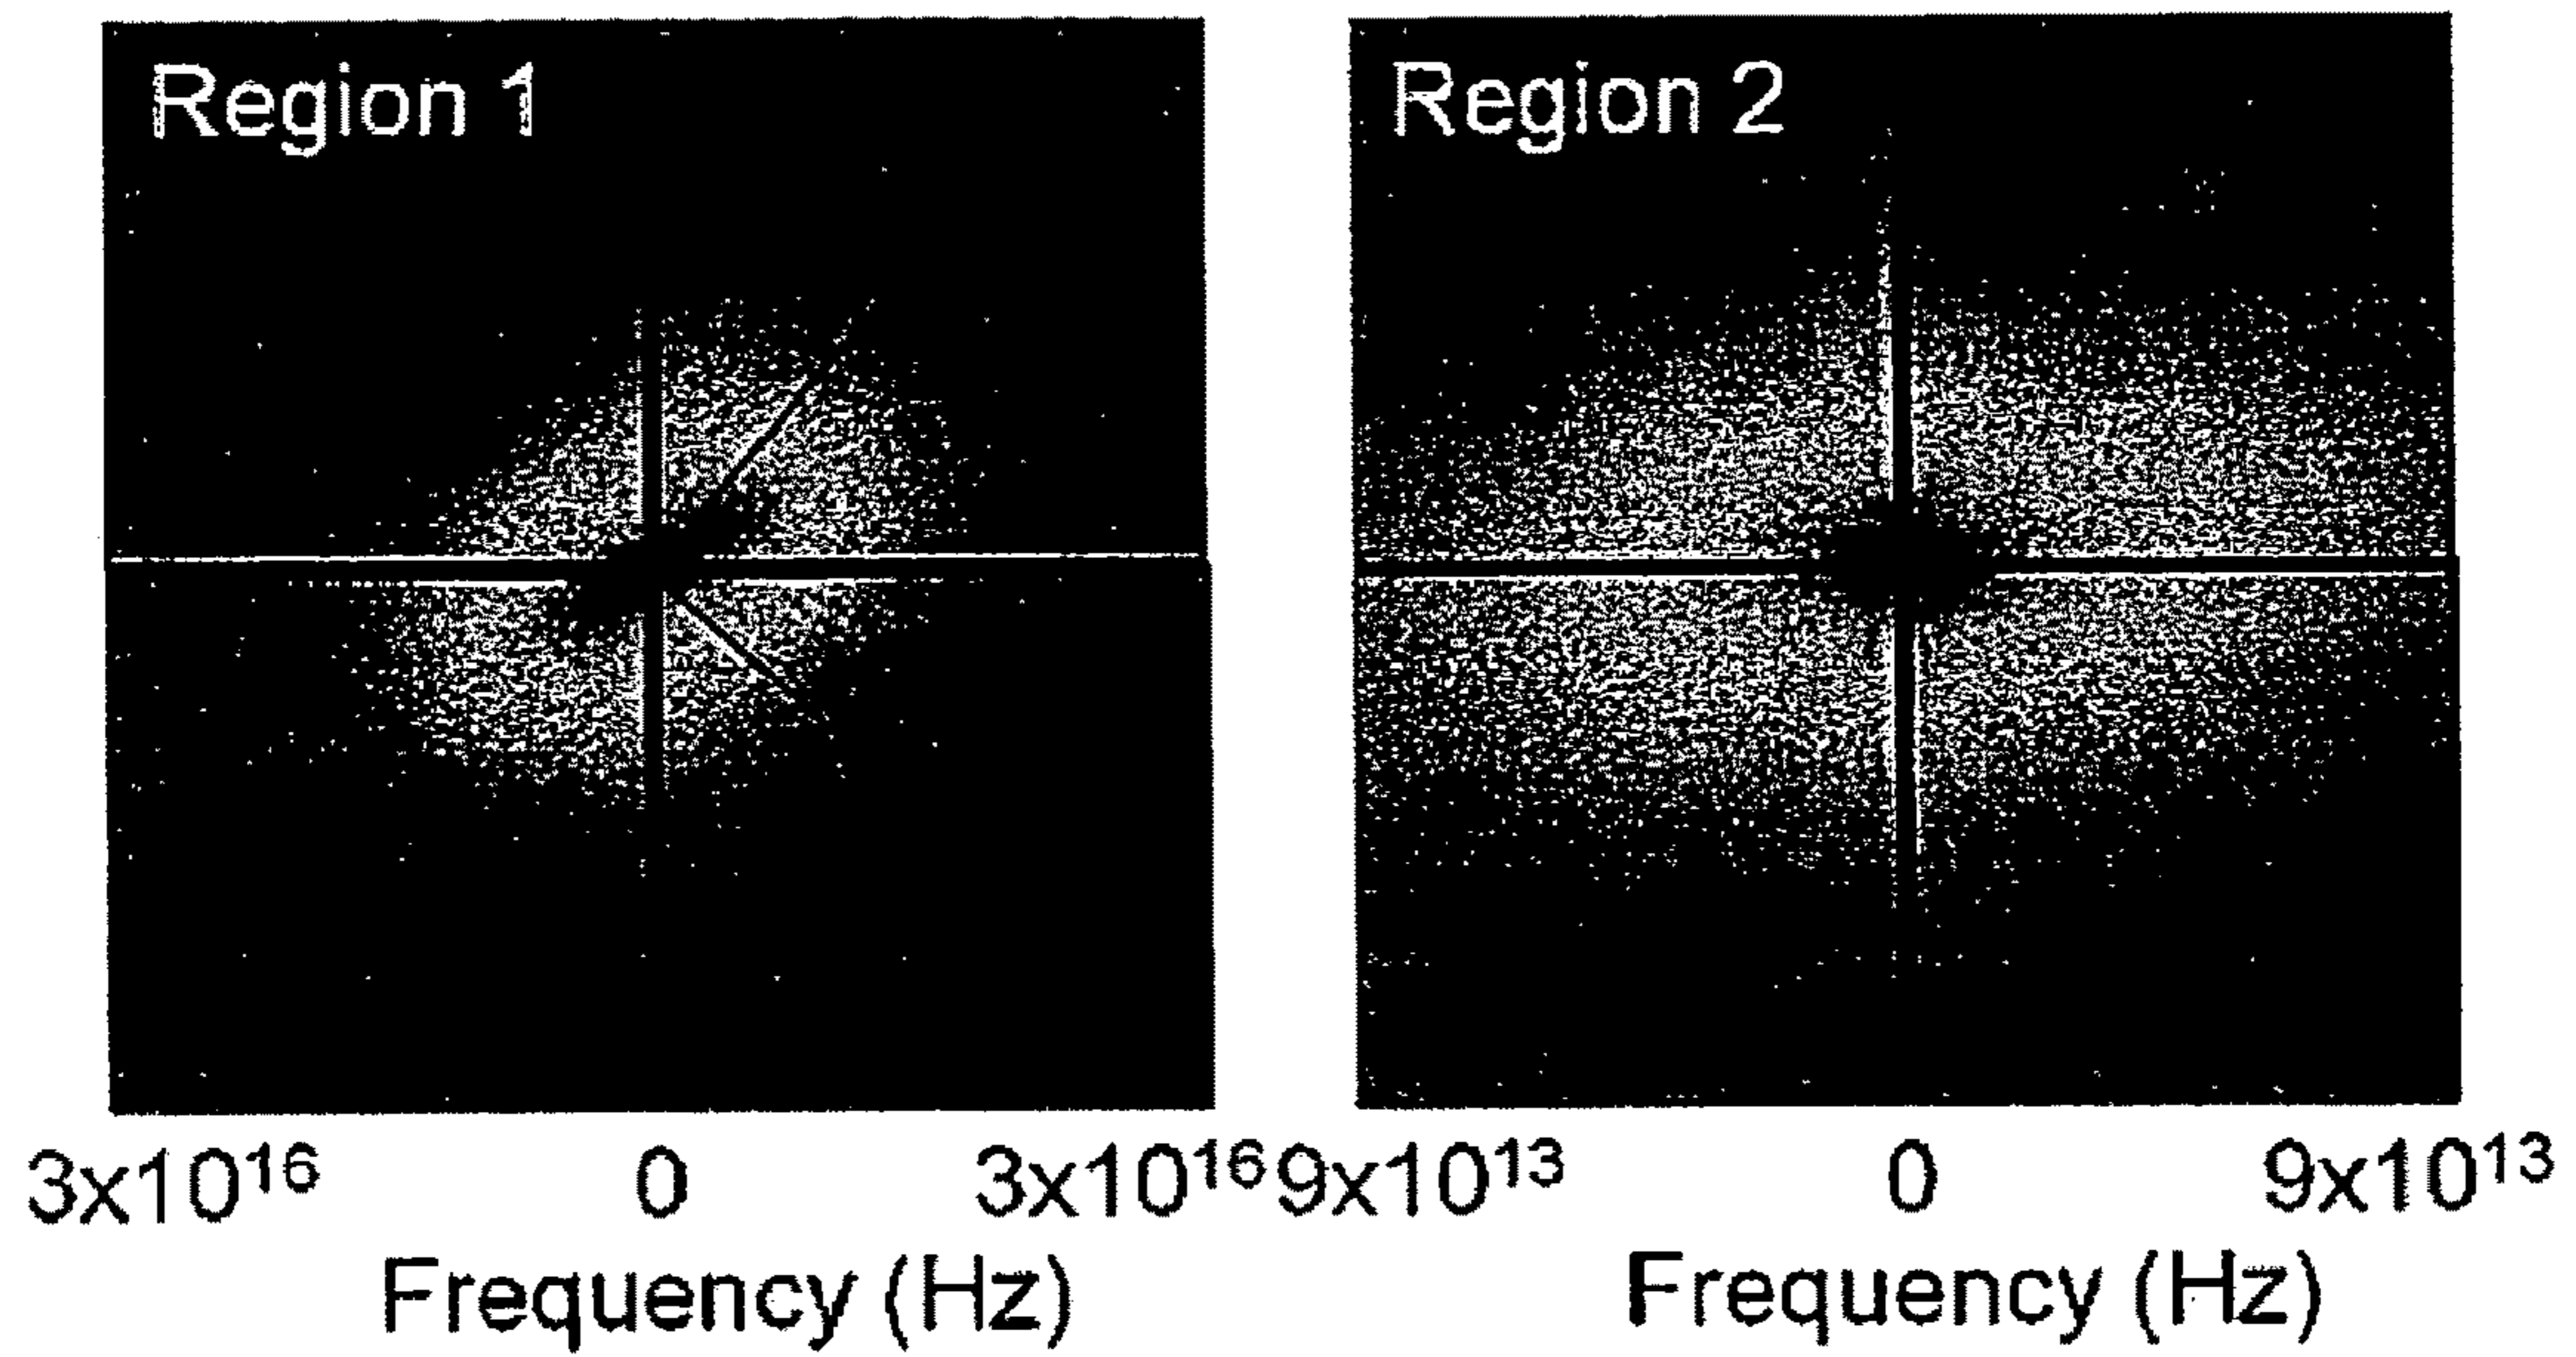 Region 1
Region 2
3x10¹⁶ 0 3x10¹⁶
9x10¹³ 0 9x10¹³
Frequency (Hz)
Frequency (Hz)